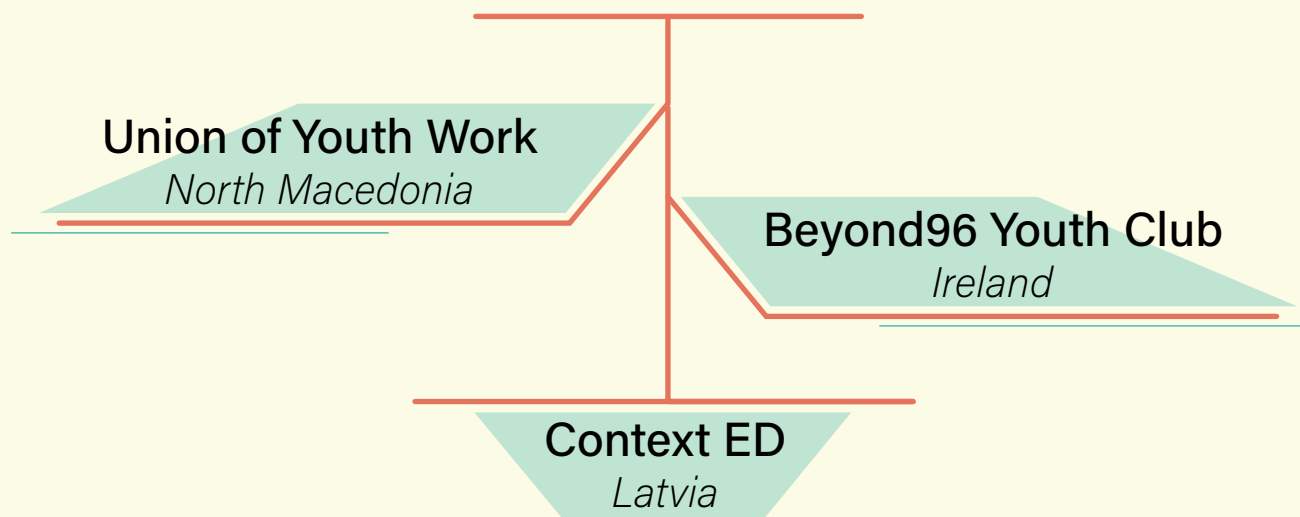 Union of Youth Work
North Macedonia
Beyond96 Youth Club
Ireland
Context ED
Latvia